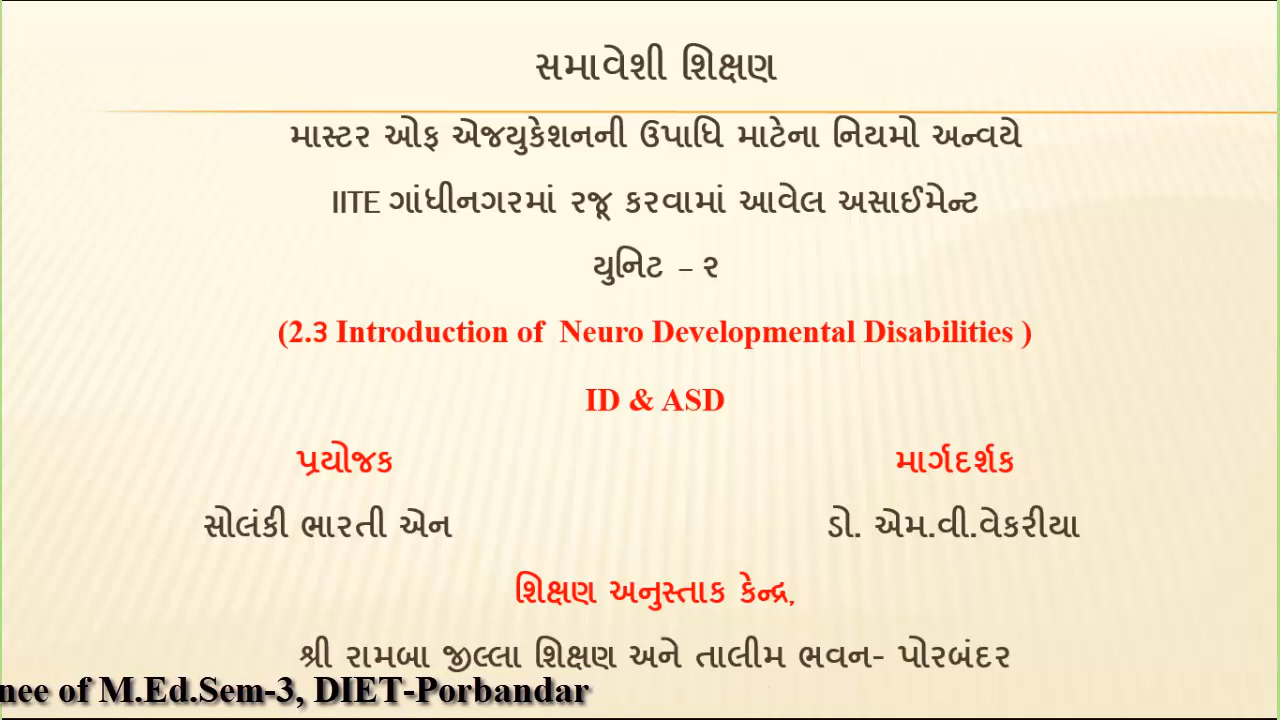 સમાવેશી શિક્ષણ
માસ્ટર ઓફ એજયુકેશનની ઉપાધિ માટેના નિયમો અન્વયે
IITE ગાંધીનગરમાં રજૂ કરવામાં આવેલ અસાઈમેન્ટ
યુનિટ – ૨
(2.3 Introduction of Neuro Developmental Disabilities )
ID & ASD
પ્રયોજક માર્ગદર્શક
સોલંકી ભારતી એન ડો. એમ.વી.વેકરીયા
શિક્ષણ અનુસ્તાક કેન્દ્ર,
શ્રી રામબા જીલ્લા શિક્ષણ અને તાલીમ ભવન- પોરબંદર
nee of M.Ed.Sem-3, DIET-Porbandar